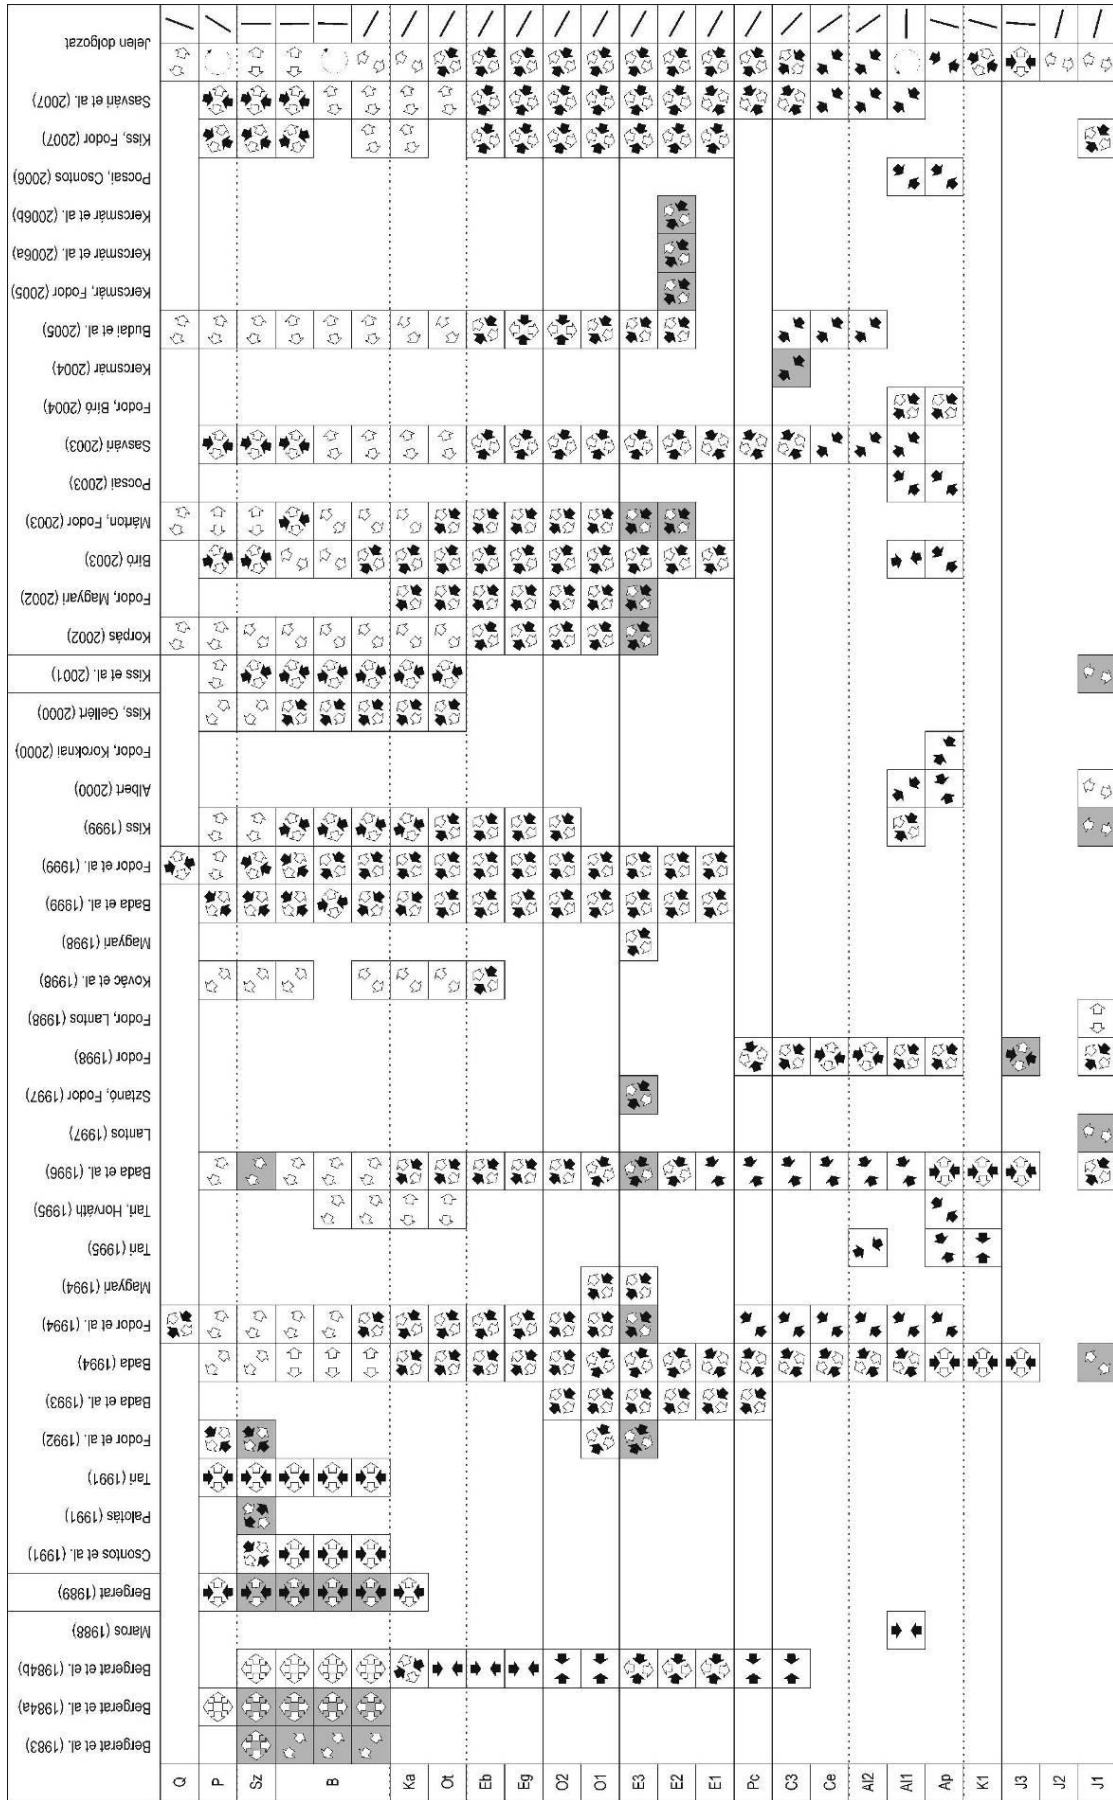 Bergerat et al. (1983)
Bergerat et al. (1984a)
Bergerat et al. (1984b)
Maros (1988)
Bergerat (1989)
Csontos et al. (1991)
Palotás (1991)
Tari (1991)
Fodor et al. (1992)
Bada et al. (1993)
Bada (1994)
Fodor et al. (1994)
Magyari (1994)
Tari (1995)
Tari, Horváth (1995)
Bada et al. (1996)
Lantos (1997)
Sztanó, Fodor (1997)
Fodor (1998)
Fodor, Lantos (1998)
Kovác et al. (1998)
Magyari (1998)
Bada et al. (1999)
Fodor et al. (1999)
Kiss (1999)
Albert (2000)
Fodor, Koroknai (2000)
Kiss, Gellért (2000)
Kiss et al. (2001)
Korpás (2002)
Fodor, Magyari (2002)
Bíró (2003)
Márton, Fodor (2003)
Pocsai (2003)
Sasvári (2003)
Fodor, Bíró (2004)
Kercsmár (2004)
Budai et al. (2005)
Kercsmár, Fodor (2005)
Kercsmár et al. (2006a)
Kercsmár et al. (2006b)
Pocsai, Csontos (2006)
Kiss, Fodor (2007)
Sasvári et al. (2007)
Jelen dolgozat
Q
P
Sz
B
Ka
Ot
Eb
Eg
O2
O1
E3
E2
E1
Pc
C3
Ce
Al2
Al1
Ap
K1
J3
J2
J1